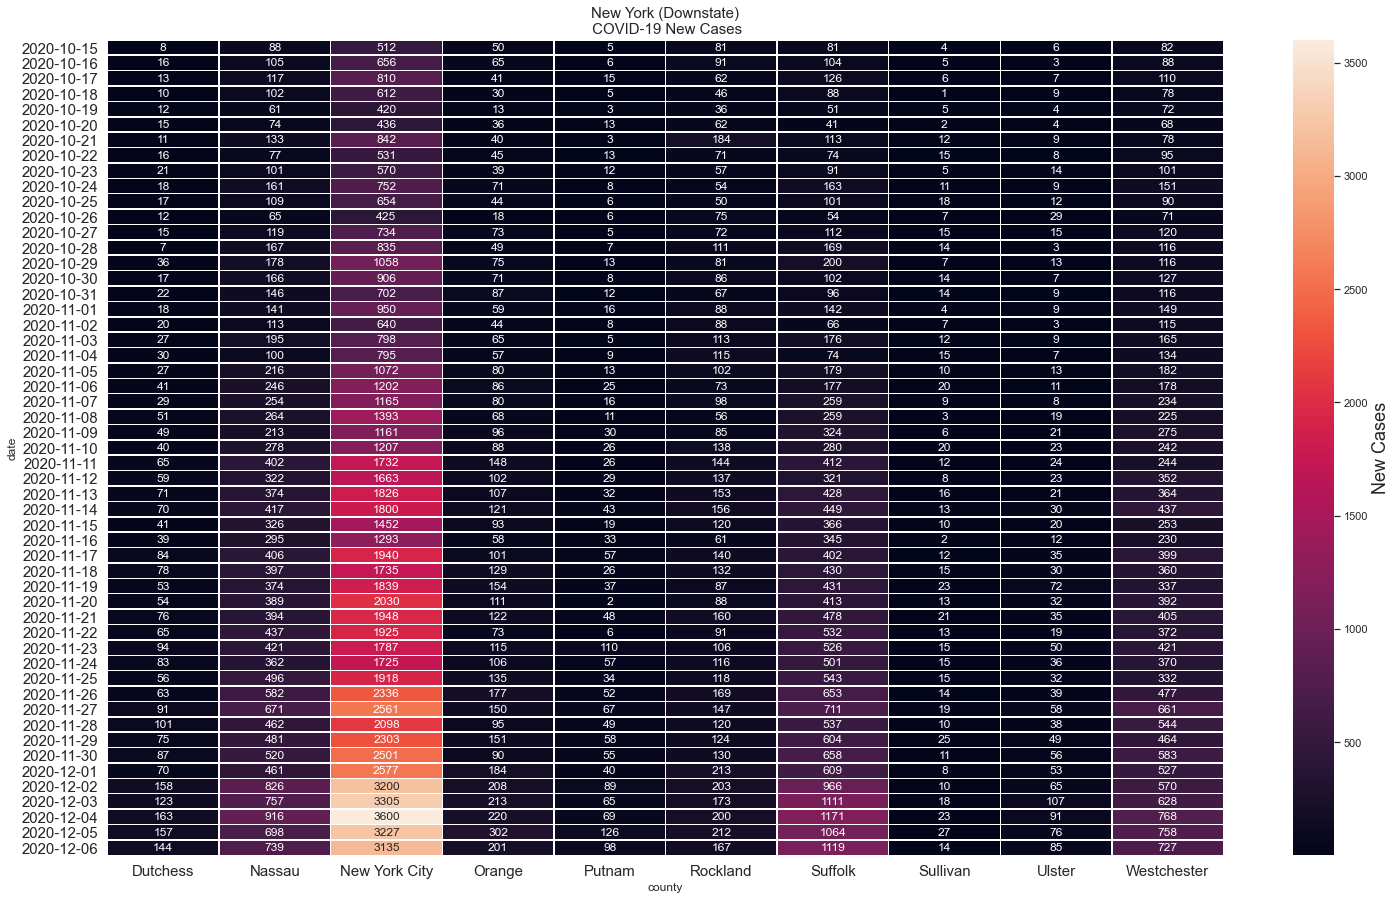 New York (Downstate)
COVID-19 New Cases
2020-10-15 8 88 512 50 5 81 81 4 6 82
2020-10-16 16 105 656 65 6 91 104 5 3 88
2020-10-17 13 117 810 41 15 62 126 6 7 110
2020-10-18 10 102 612 30 5 46 88 1 9 78
2020-10-19 12 61 420 13 3 36 51 5 4 72
2020-10-20 15 74 436 36 13 62 41 2 4 68
2020-10-21 11 133 842 40 3 184 113 12 9 78
2020-10-22 16 77 531 45 13 71 74 15 8 95
2020-10-23 21 101 570 39 12 57 91 5 14 101
2020-10-24 18 161 752 71 8 54 163 11 9 151
2020-10-25 17 109 654 44 6 50 101 18 12 90
2020-10-26 12 65 425 18 6 75 54 7 29 71
2020-10-27 15 119 734 73 5 72 112 15 15 120
2020-10-28 7 167 835 49 7 111 169 14 3 116
2020-10-29 36 178 1058 75 13 81 200 7 13 116
2020-10-30 17 166 906 71 8 86 102 14 7 127
2020-10-31 22 146 702 87 12 67 96 14 9 116
2020-11-01 18 141 950 59 16 88 142 4 9 149
2020-11-02 20 113 640 44 8 88 66 7 3 115
2020-11-03 27 195 798 65 5 113 176 12 9 165
2020-11-04 30 100 795 57 9 115 74 15 7 134
2020-11-05 27 216 1072 80 13 102 179 10 13 182
2020-11-06 41 246 1202 86 25 73 177 20 11 178
2020-11-07 29 254 1165 80 16 98 259 9 8 234
2020-11-08 51 264 1393 68 11 56 259 3 19 225
2020-11-09 49 213 1161 96 30 85 324 6 21 275
2020-11-10 40 278 1207 88 26 138 280 20 23 242
2020-11-11 65 402 1732 148 26 144 412 12 24 244
2020-11-12 59 322 1663 102 29 137 321 8 23 352
2020-11-13 71 374 1826 107 32 153 428 16 21 364
2020-11-14 70 417 1800 121 43 156 449 13 30 437
2020-11-15 41 326 1452 93 19 120 366 10 20 253
2020-11-16 39 295 1293 58 33 61 345 2 12 230
2020-11-17 84 406 1940 101 57 140 402 12 35 399
2020-11-18 78 397 1735 129 26 132 430 15 30 360
2020-11-19 53 374 1839 154 37 87 431 23 72 337
2020-11-20 54 389 2030 111 2 88 413 13 32 392
2020-11-21 76 394 1948 122 48 160 478 21 35 405
2020-11-22 65 437 1925 73 6 91 532 13 19 372
2020-11-23 94 421 1787 115 110 106 526 15 50 421
2020-11-24 83 362 1725 106 57 116 501 15 36 370
2020-11-25 56 496 1918 135 34 118 543 15 32 332
2020-11-26 63 582 2336 177 52 169 653 14 39 477
2020-11-27 91 671 2561 150 67 147 711 19 58 661
2020-11-28 101 462 2098 95 49 120 537 10 38 544
2020-11-29 75 481 2303 151 58 124 604 25 49 464
2020-11-30 87 520 2501 90 55 130 658 11 56 583
2020-12-01 70 461 2577 184 40 213 609 8 53 527
2020-12-02 158 826 3200 208 89 203 966 10 65 570
2020-12-03 123 757 3305 213 65 173 1111 18 107 628
2020-12-04 163 916 3600 220 69 200 1171 23 91 768
2020-12-05 157 698 3227 302 126 212 1064 27 76 758
2020-12-06 144 739 3135 201 98 167 1119 14 85 727
Dutchess Nassau New York City Orange Putnam Rockland Suffolk Sullivan Ulster Westchester
county
date
3500
3000
2500
2000
1500
1000
500
New Cases